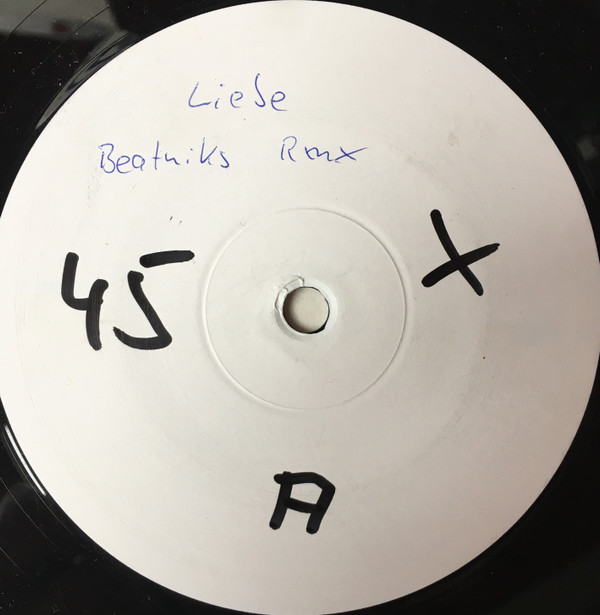 Liebe
Beatniks Rmx
45 X
A